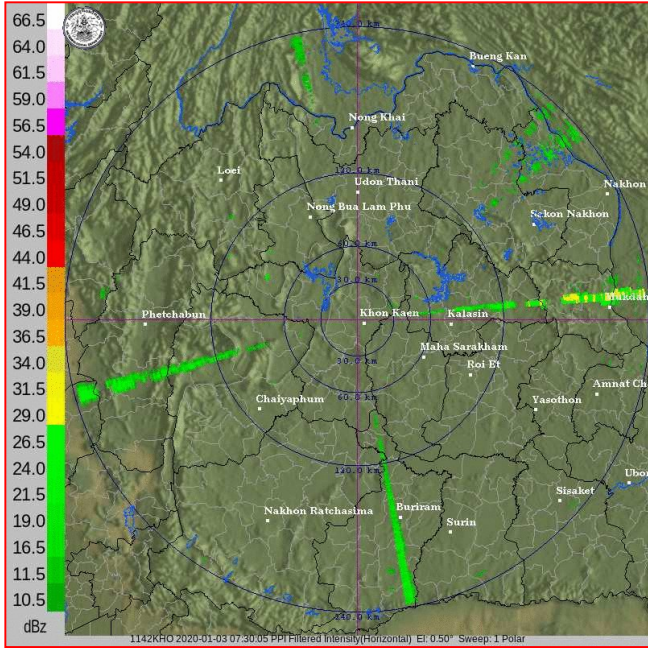 66.5
64.0
61.5
59.0
56.5
54.0
51.5
49.0
46.5
44.0
41.5
39.0
36.5
34.0
31.5
29.0
26.5
24.0
21.5
19.0
16.5
11.5
10.5
dBz
Bueng Kan
Nong Khai
Loei
Udon Thani
Nakhon
Nong Bua Lam Phu
Sakon Nakhon
60.0 km
30.0 km
Mukdah
Phetchabun
Khon Kaen
Kalasin
Maha Sarakham
30.0 km
Roi Et
Amnat Ch
Chaiyaphum
60.0 km
Yasothon
120.0 km
Ubor
Sisaket
Nakhon Ratchasima
Buriram
Surin
240.0 km
1142KHO 2020-01-03 07:30:05 PPI Filtered Intensity(Horizontal) El: 0.50° Sweep: 1 Polar